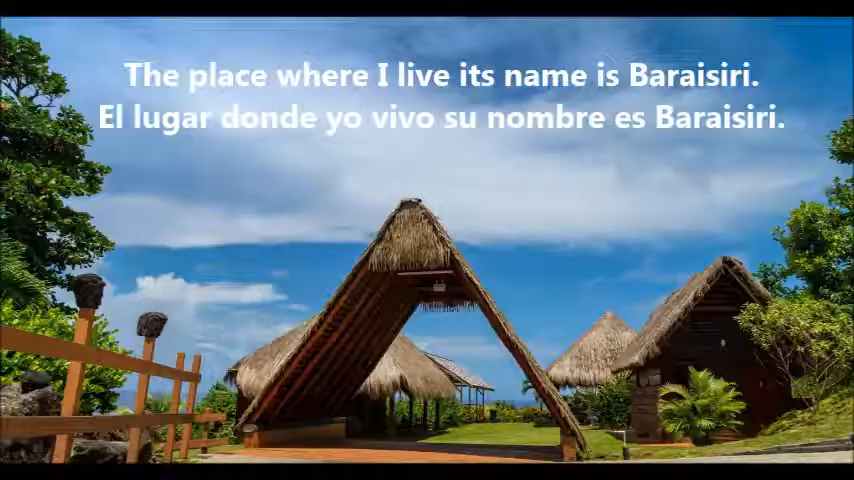 The place where I live its name is Baraisiri.
El lugar donde yo vivo su nombre es Baraisiri.